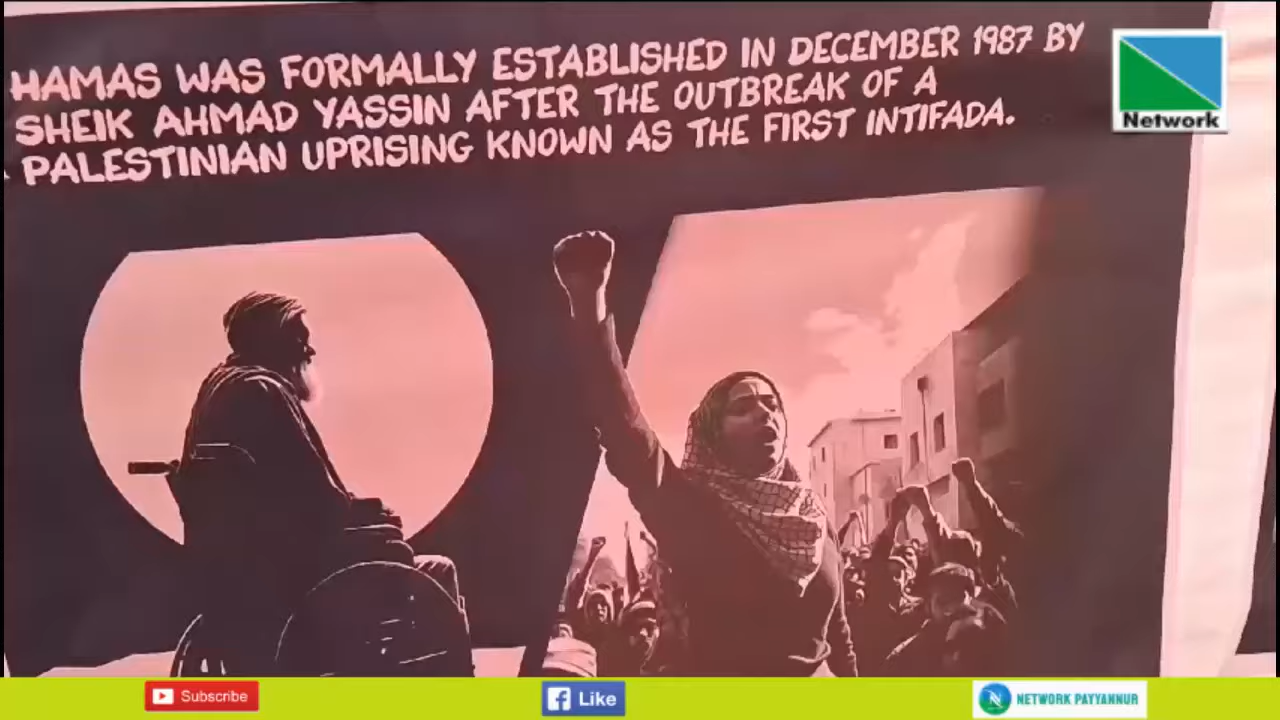 HAMAS WAS FORMALLY ESTABLISHED IN DECEMBER 1987 BY
SHEIK AHMAD YASSIN AFTER THE OUTBREAK OF A
PALESTINIAN UPRISING KNOWN AS THE FIRST INTIFADA.
Network
Subscribe
Like
NETWORK PAYYANNUR